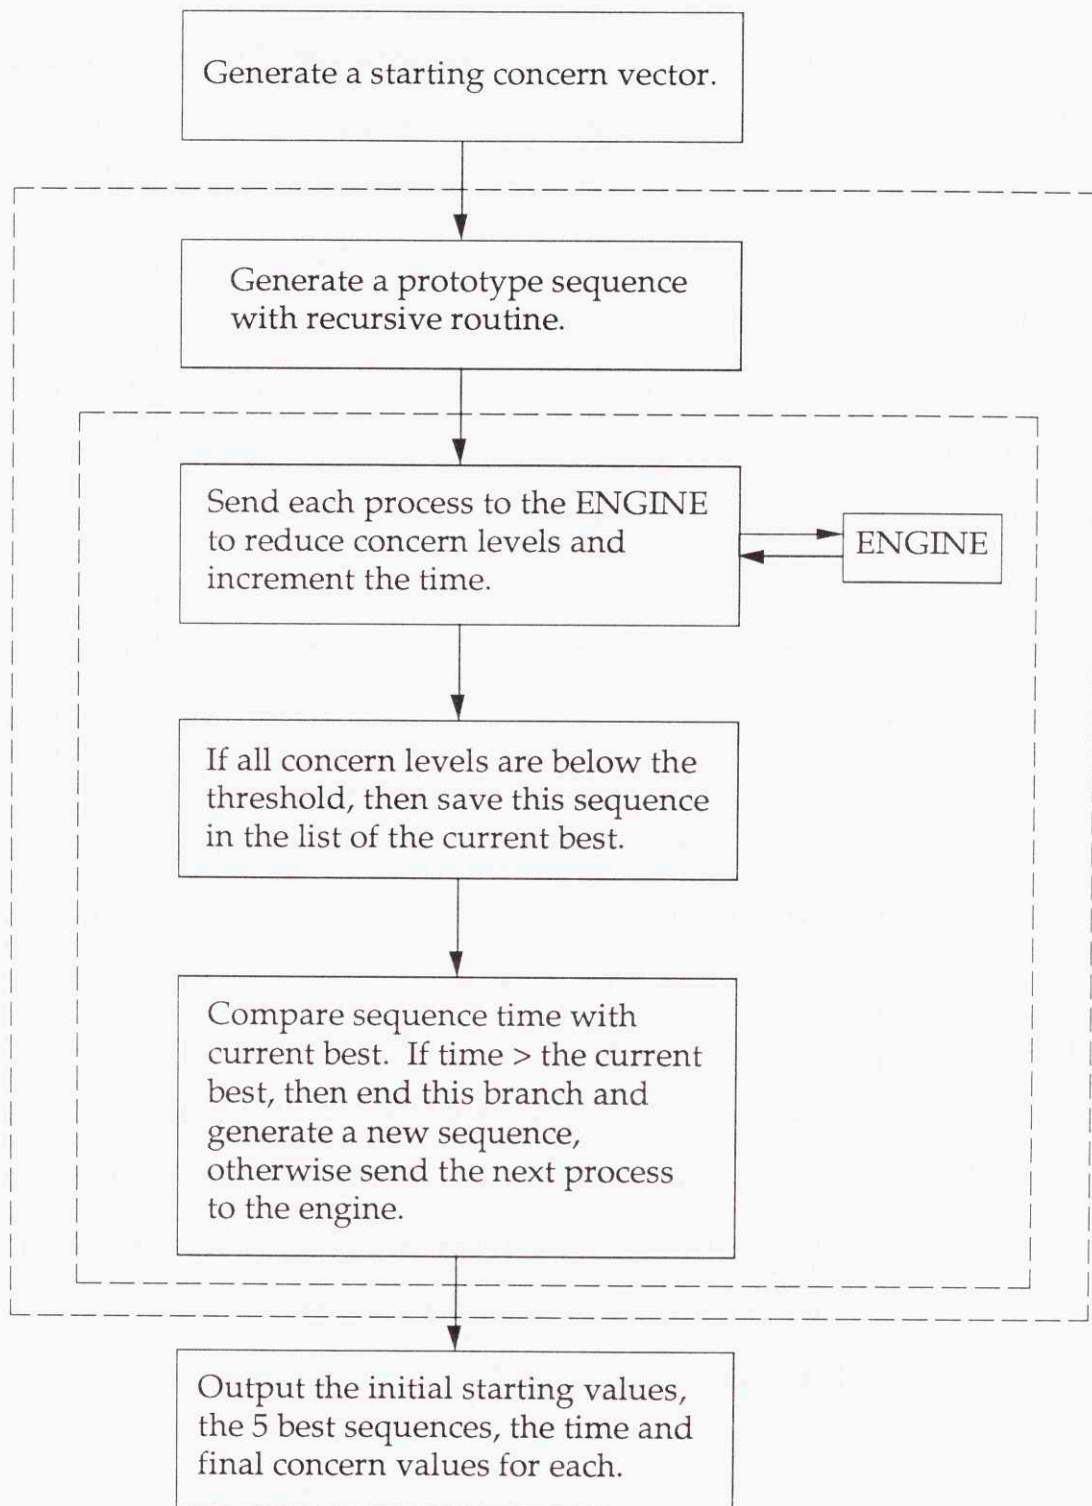 Generate a starting concern vector.
Generate a prototype sequence
with recursive routine.
Send each process to the ENGINE
to reduce concern levels and
increment the time.
ENGINE
If all concern levels are below the
threshold, then save this sequence
in the list of the current best.
Compare sequence time with
current best.  If time > the current
best, then end this branch and
generate a new sequence,
otherwise send the next process
to the engine.
Output the initial starting values,
the 5 best sequences, the time and
final concern values for each.